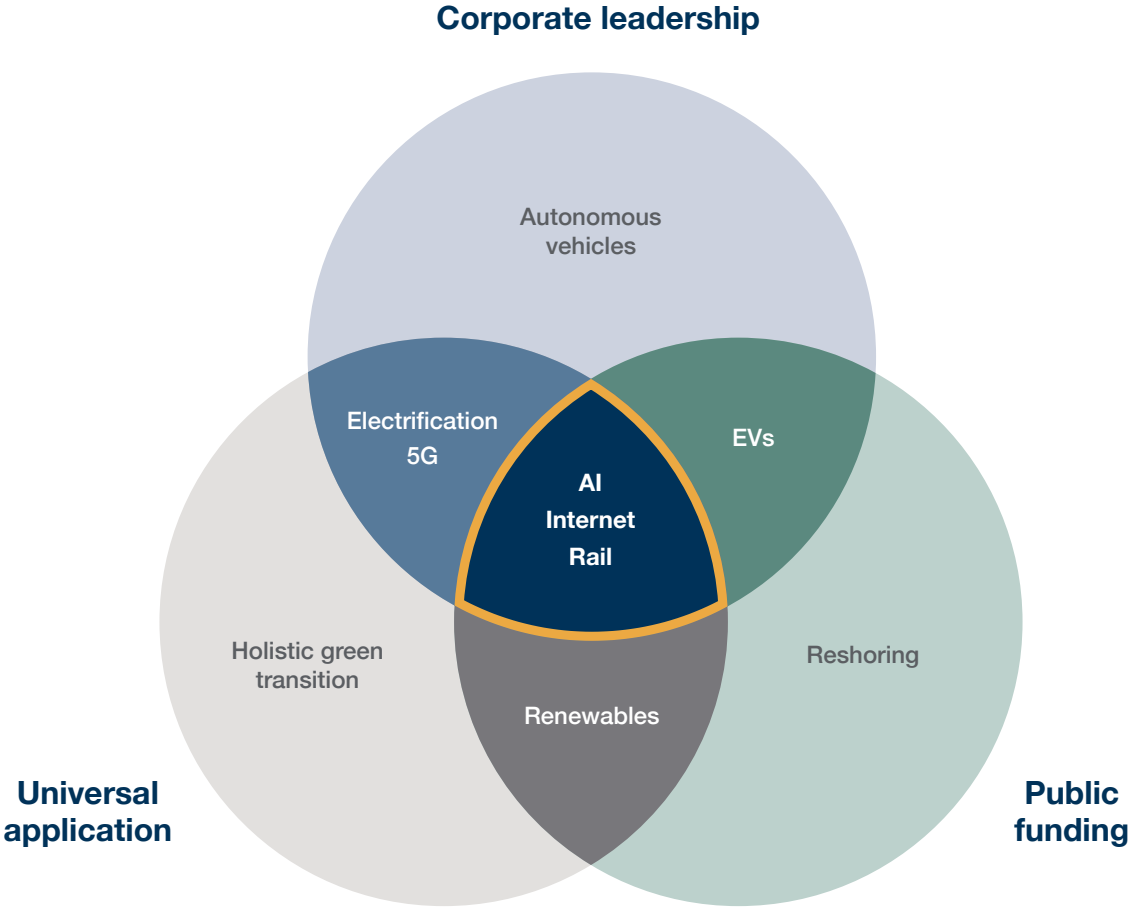 Corporate leadership
Autonomous
vehicles
Electrification
5G
EVs
AI
Internet
Rail
Holistic green
transition
Reshoring
Renewables
Universal
application
Public
funding